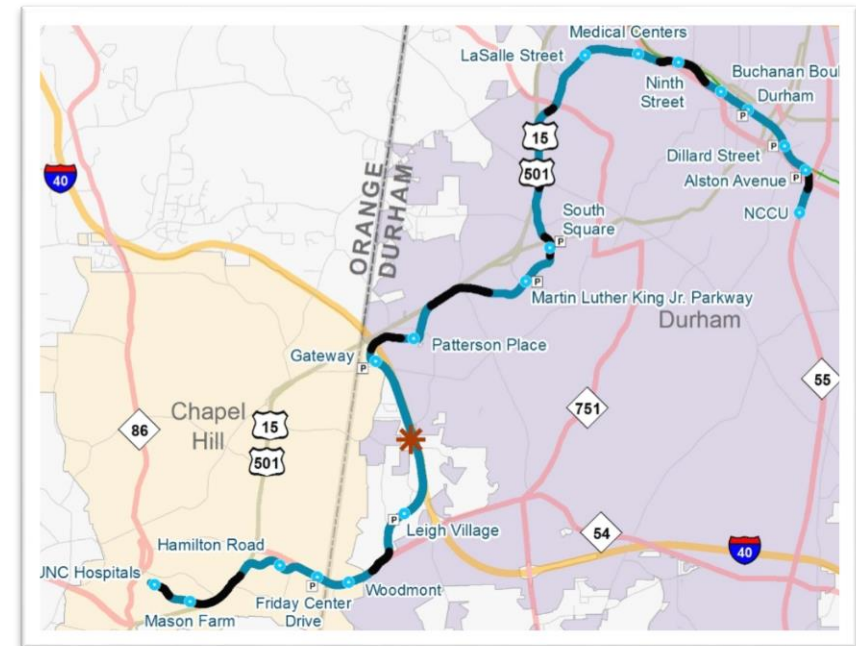 Medical Centers
LaSalle Street
Ninth
Street
Buchanan Boul
Durham
P
15
501
Dillard Street
P
Alston Avenue
P
40
NCCU
ORANGE
DURHAM
South
Square
P
P
Martin Luther King Jr. Parkway
Durham
Patterson Place
Gateway
P
55
751
Chapel
Hill
86
15
501
P
Leigh Village
54
40
Hamilton Road
UNC Hospitals
P
Woodmont
Friday Center
Drive
Mason Farm